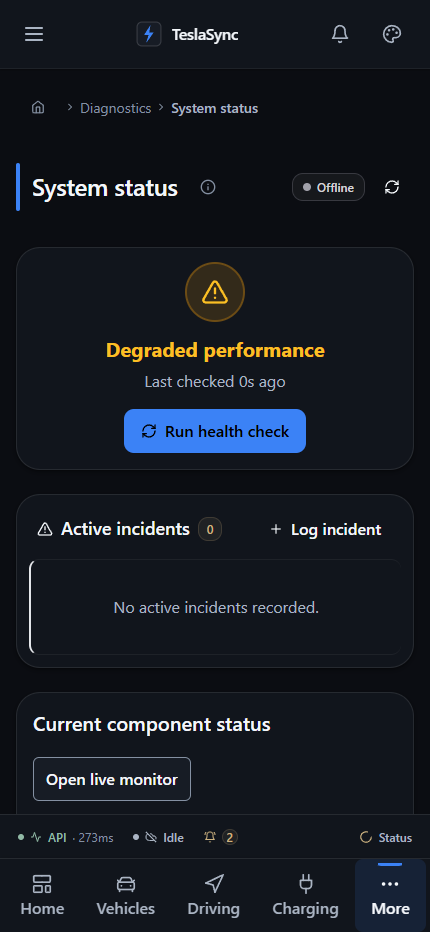 TeslaSync
Diagnostics System status
System status
Offline
Degraded performance
Last checked 0s ago
Run health check
Active incidents 0
+ Log incident
No active incidents recorded.
Current component status
Open live monitor
API · 273ms
Idle
2
Status
Home
Vehicles
Driving
Charging
More